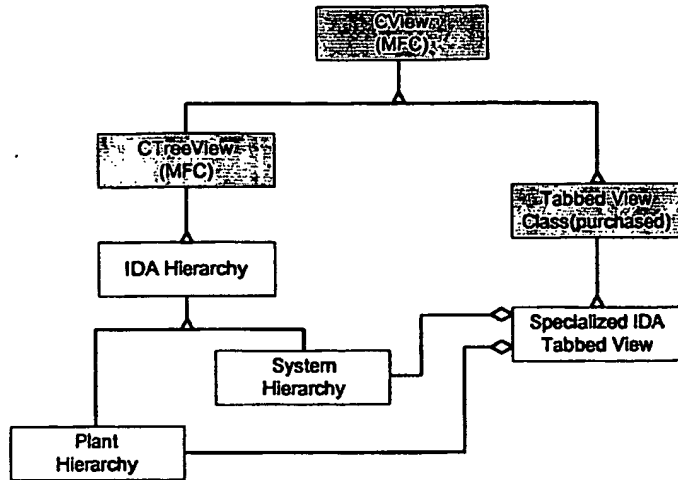 CView
(MFC)
CTreeView
(MFC)
Tabbed View
Class(purchased)
IDA Hierarchy
Specialized IDA
Tabbed View
System
Hierarchy
Plant
Hierarchy